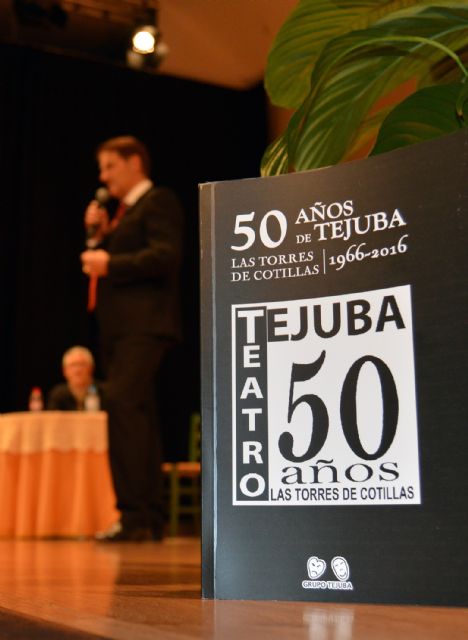 50 AÑOS
DE TEJUBA
LAS TORRES
DE COTILLAS
1966-2016
TEJUBA
TEATRO
50
años
LAS TORRES DE COTILLAS
GRUPO TEJUBA